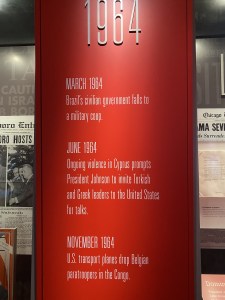 1964
MARCH 1964
Brazil's civilian government falls to
a military coup.
JUNE 1964
Ongoing violence in Cyprus prompts
President Johnson to invite Turkish
and Greek leaders to the United States
for talks.
NOVEMBER 1964
U.S. transport planes drop Belgian
paratroopers in the Congo.
HOSTS